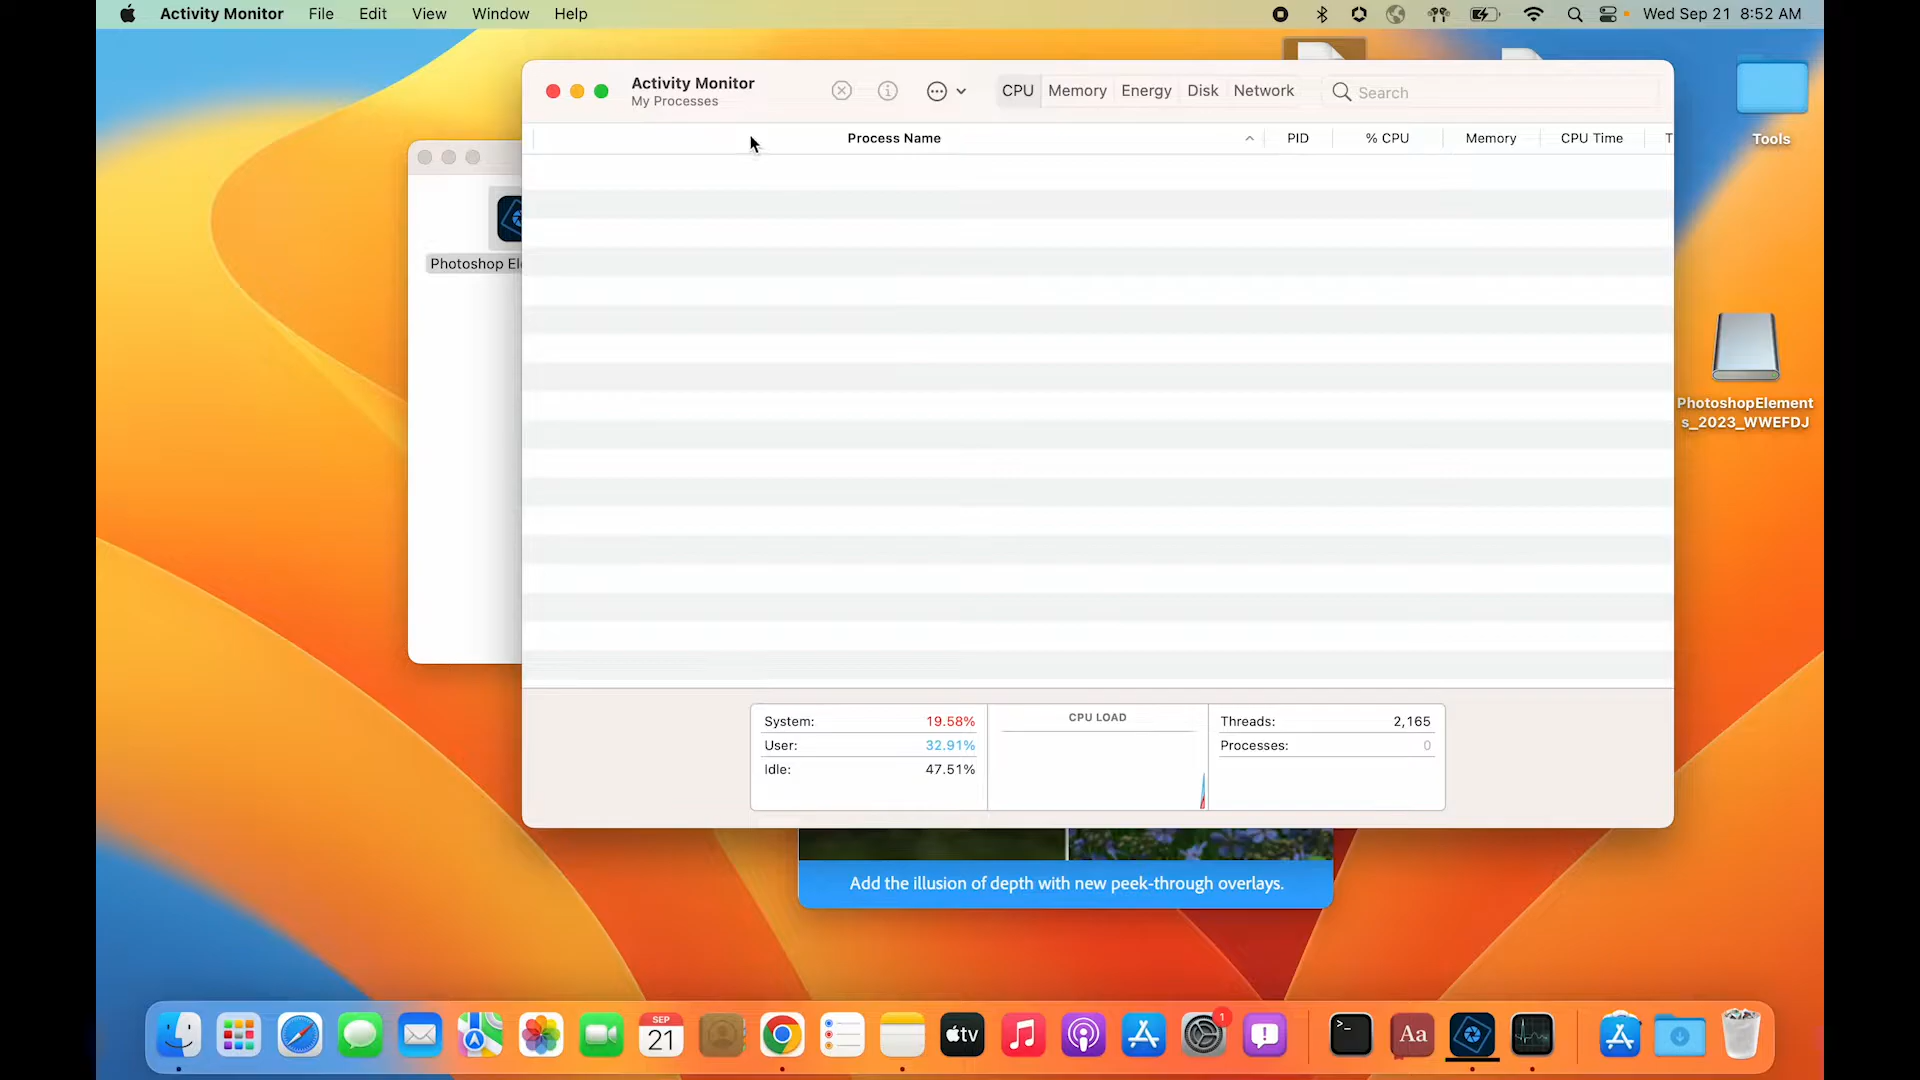 Activity Monitor File Edit View Window Help
Wed Sep 21 8:52 AM
Activity Monitor
My Processes
CPU Memory Energy Disk Network
Search
Process Name PID % CPU Memory CPU Time T
Tools
Photoshop Ele
PhotoshopElement
s_2023_WWEFDJ
System: 19.58%
User: 32.91%
Idle: 47.51%
CPU LOAD
Threads: 2,165
Processes: 0
Add the illusion of depth with new peek-through overlays.
SEP
21
tv
1
>_
Aa